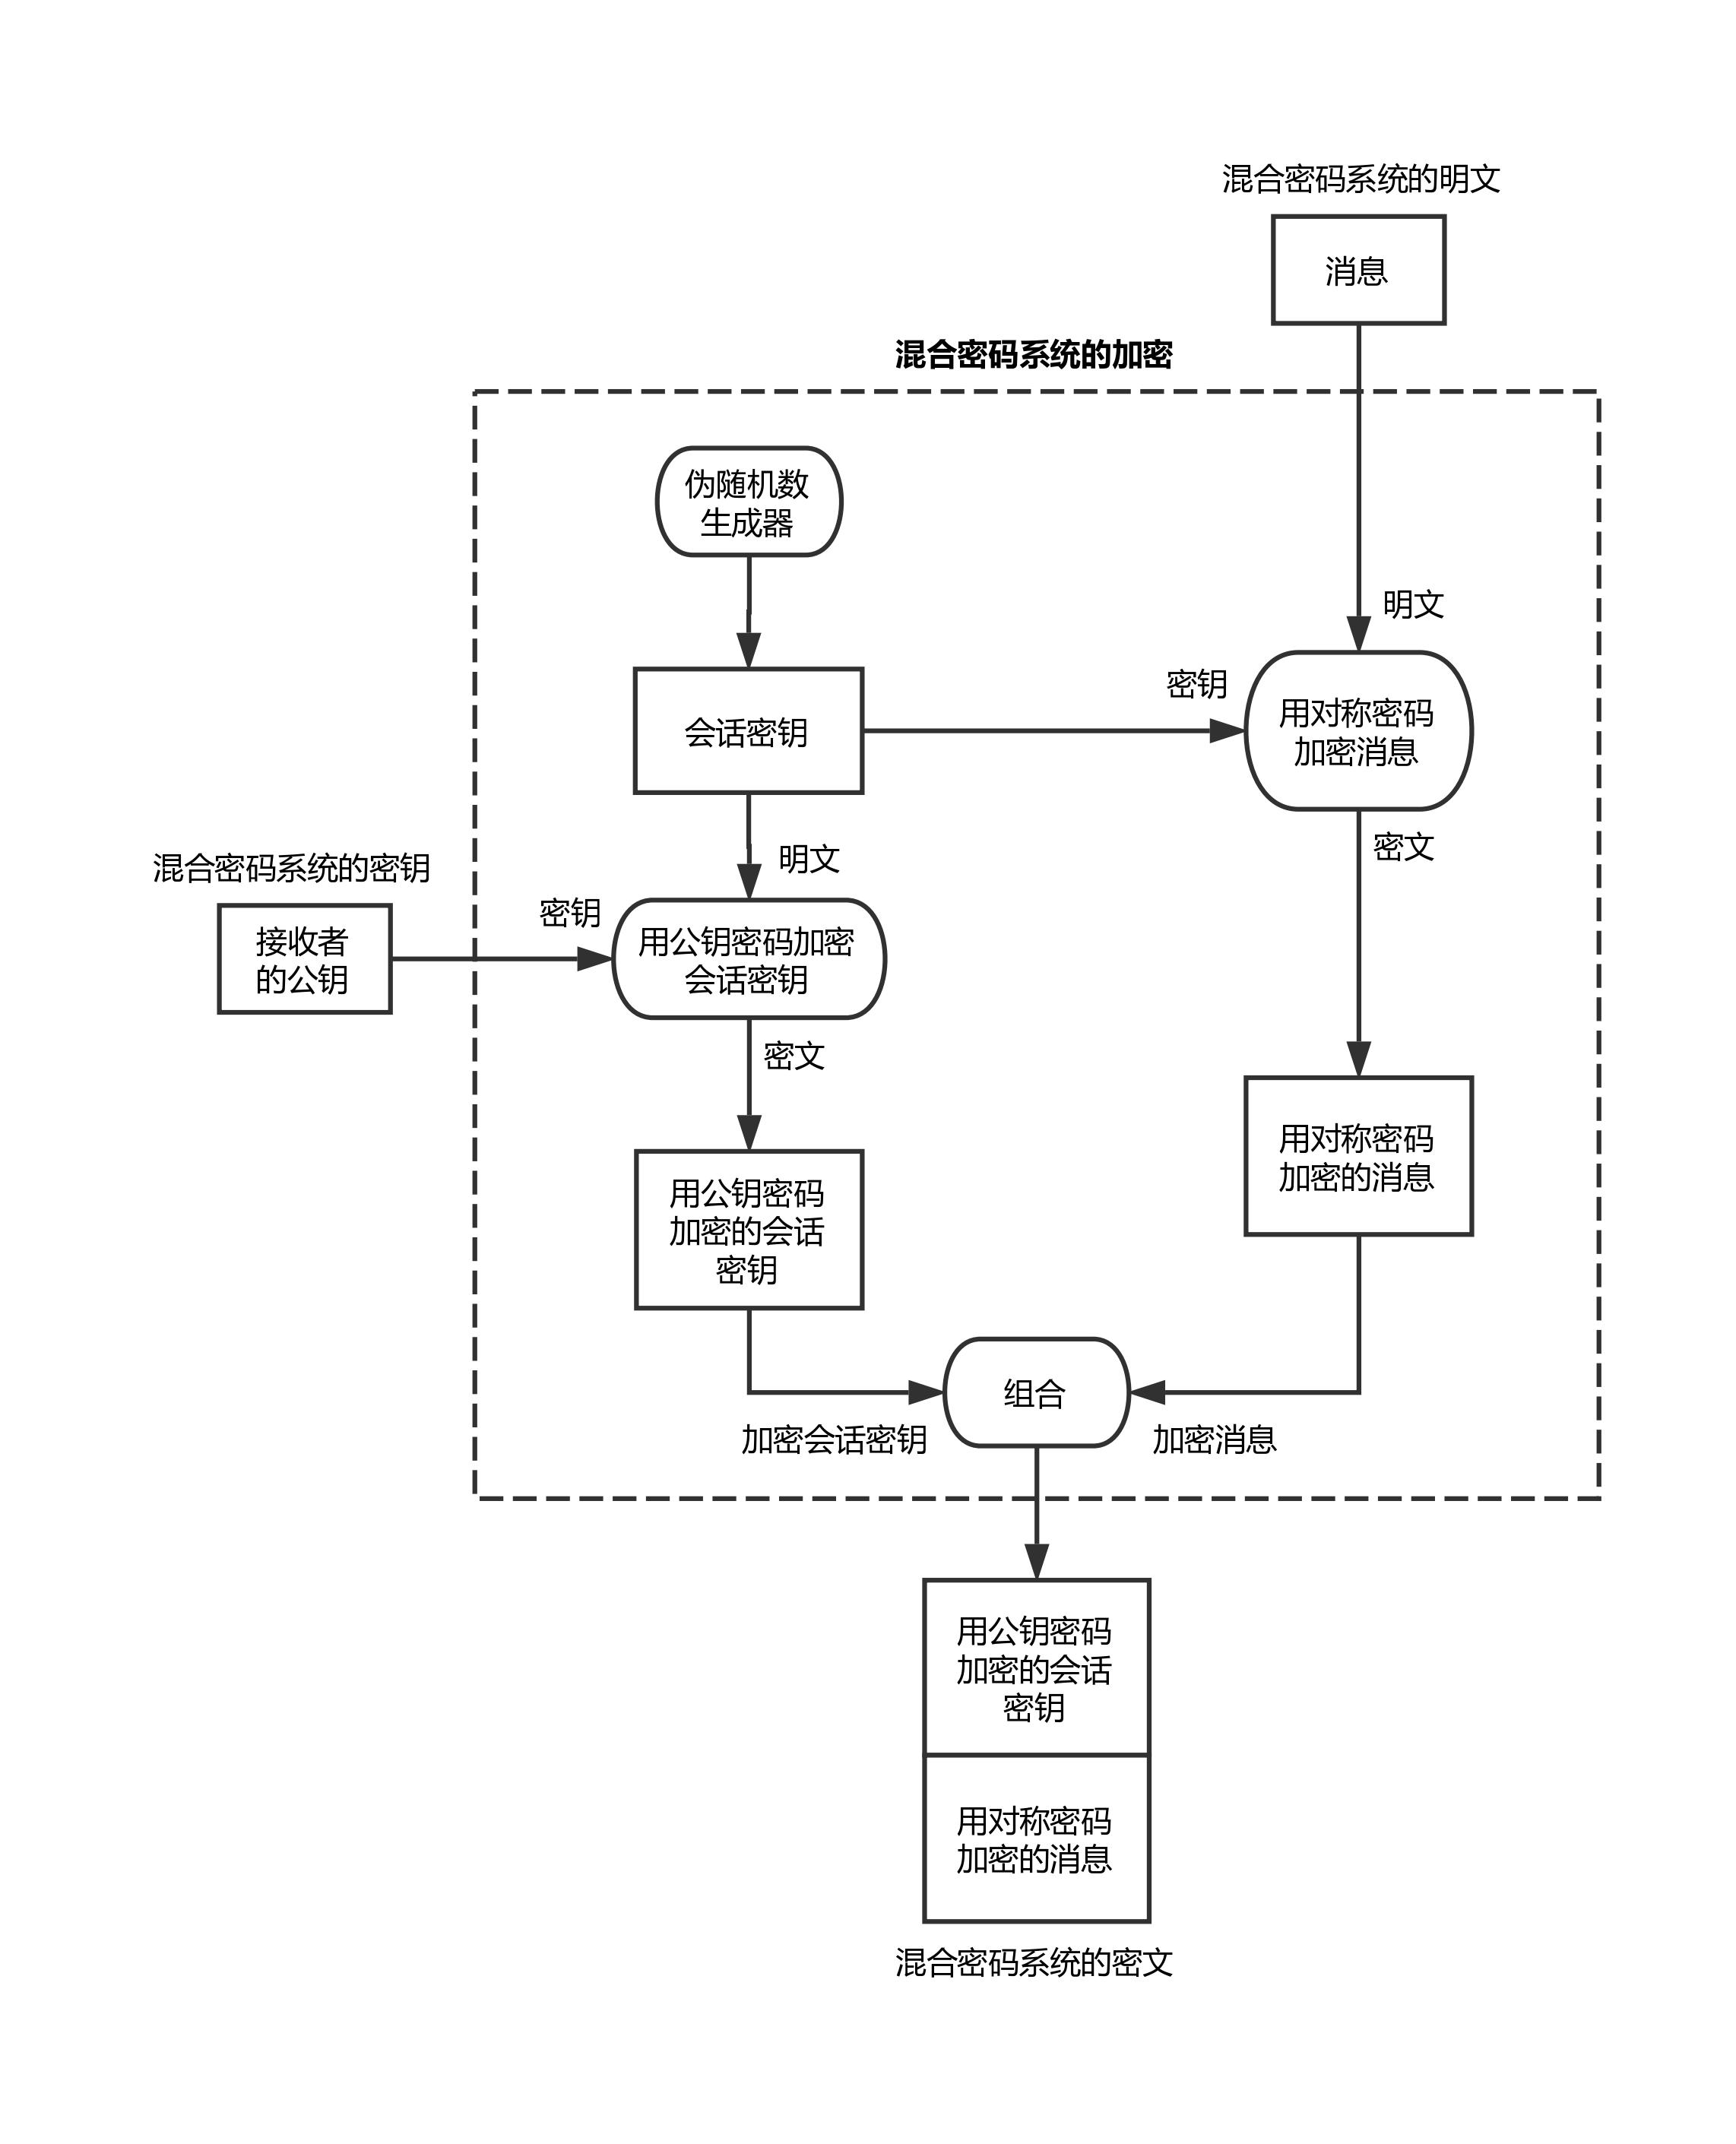 混合密码系统的明文
消息
混合密码系统的加密
伪随机数
生成器
明文
会话密钥
密钥
用对称密码
加密消息
明文
密文
混合密码系统的密钥
接收者
的公钥
密钥
用公钥密码加密
会话密钥
密文
用公钥密码
加密的会话
密钥
用对称密码
加密的消息
组合
加密会话密钥
加密消息
用公钥密码
加密的会话
密钥
用对称密码
加密的消息
混合密码系统的密文